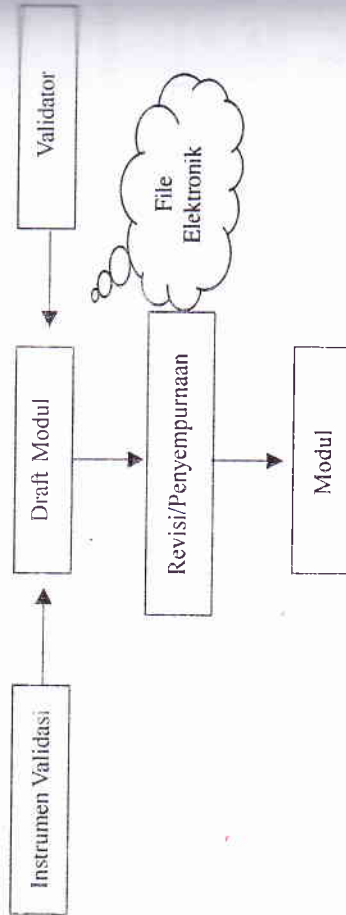 Instrumen Validasi
Draft Modul
Validator
Revisi/Penyempurnaan
File
Elektronik
Modul